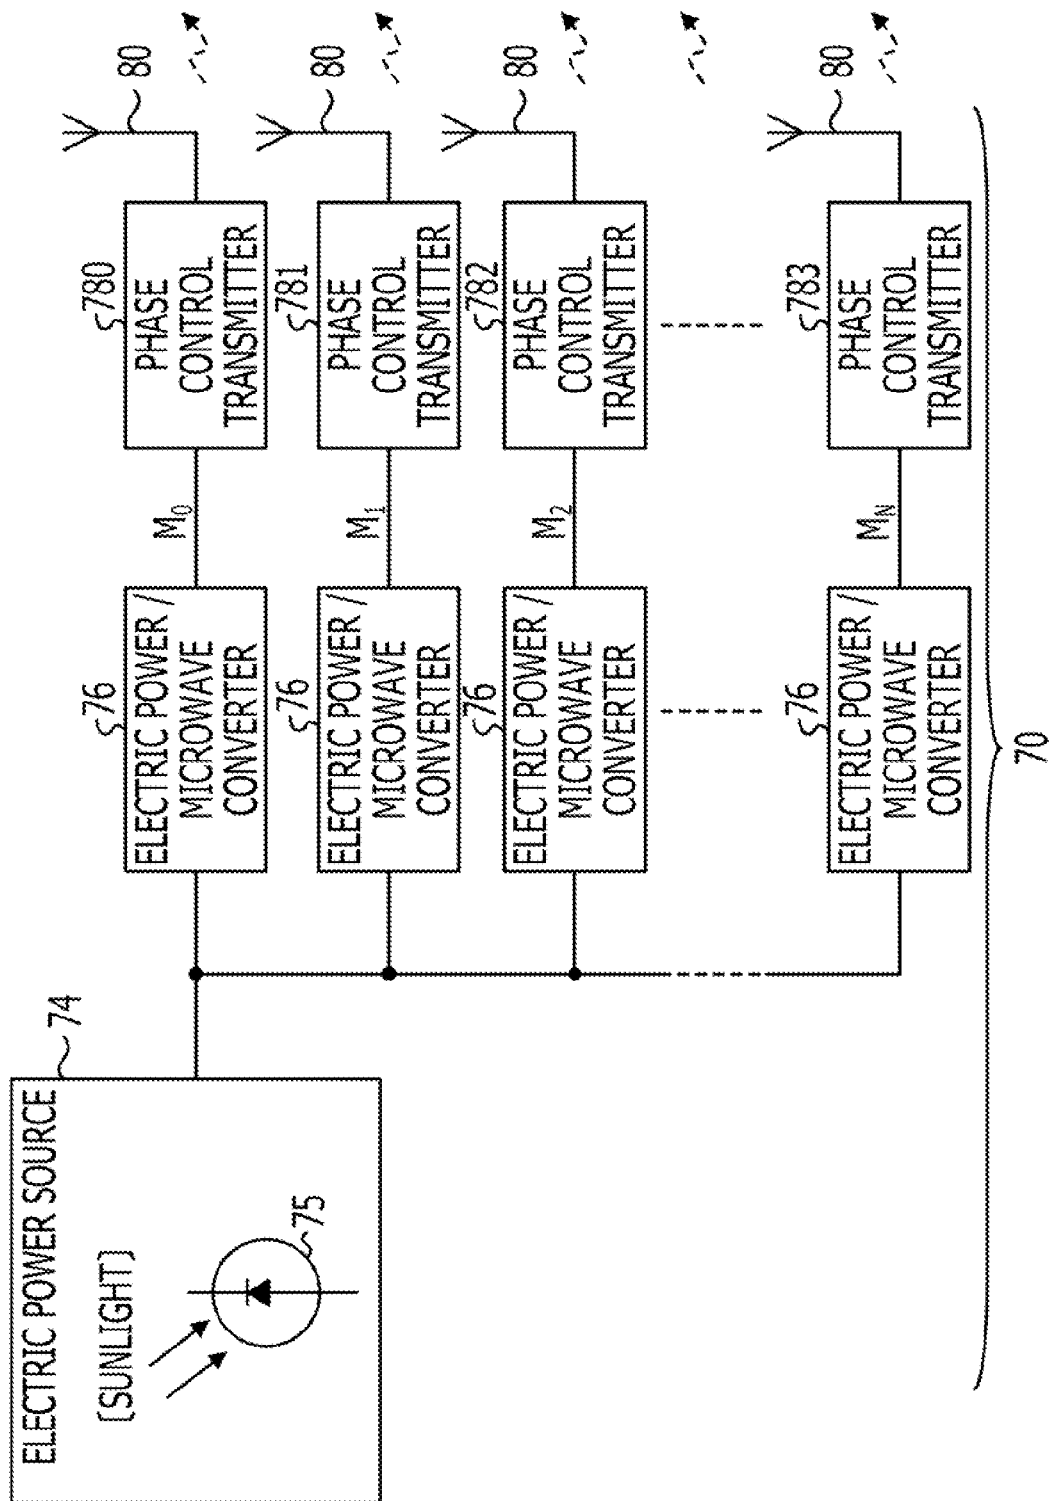 ELECTRIC POWER SOURCE
74
[SUNLIGHT]
75
76
ELECTRIC POWER /
MICROWAVE
CONVERTER
M0
780
PHASE
CONTROL
TRANSMITTER
80
76
ELECTRIC POWER /
MICROWAVE
CONVERTER
M1
781
PHASE
CONTROL
TRANSMITTER
80
76
ELECTRIC POWER /
MICROWAVE
CONVERTER
M2
782
PHASE
CONTROL
TRANSMITTER
80
76
ELECTRIC POWER /
MICROWAVE
CONVERTER
MN
783
PHASE
CONTROL
TRANSMITTER
80
70